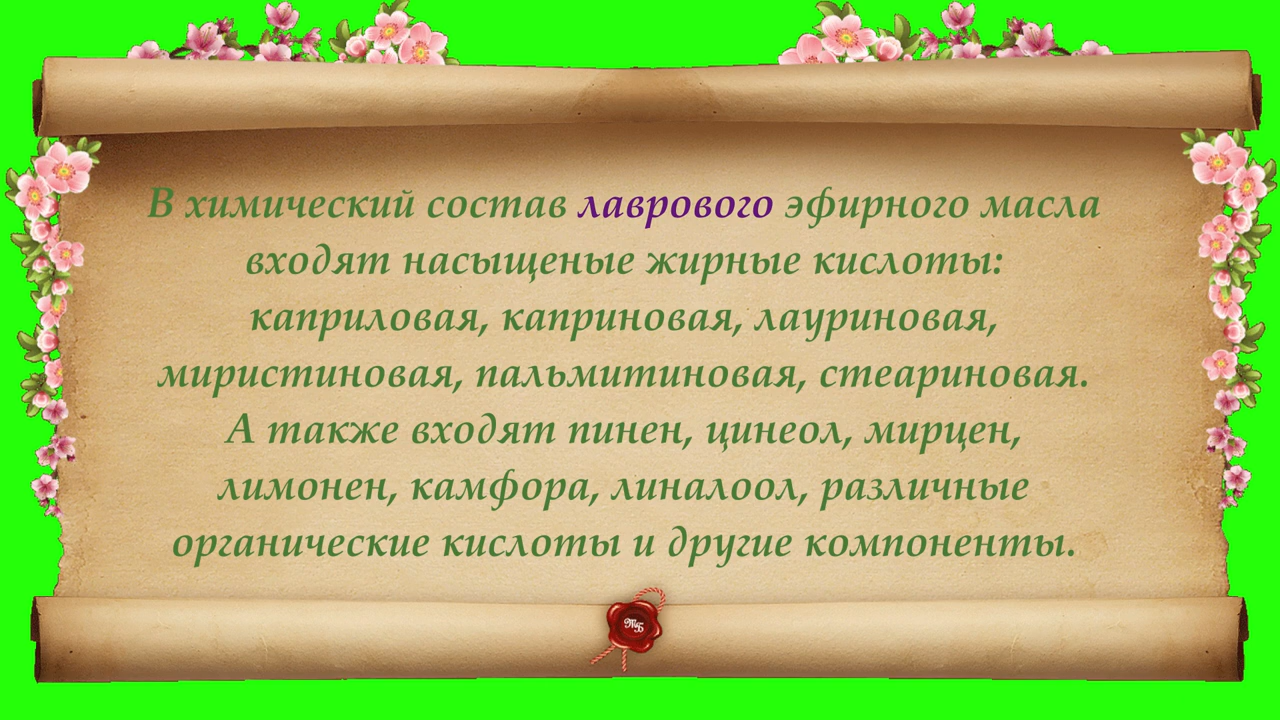 В химический состав лаврового эфирного масла
входят насыщеные жирные кислоты:
каприловая, каприновая, лауриновая,
миристиновая, пальмитиновая, стеариновая.
А также входят пинен, цинеол, мирцен,
лимонен, камфора, линалоол, различные
органические кислоты и другие компоненты.
ТБ